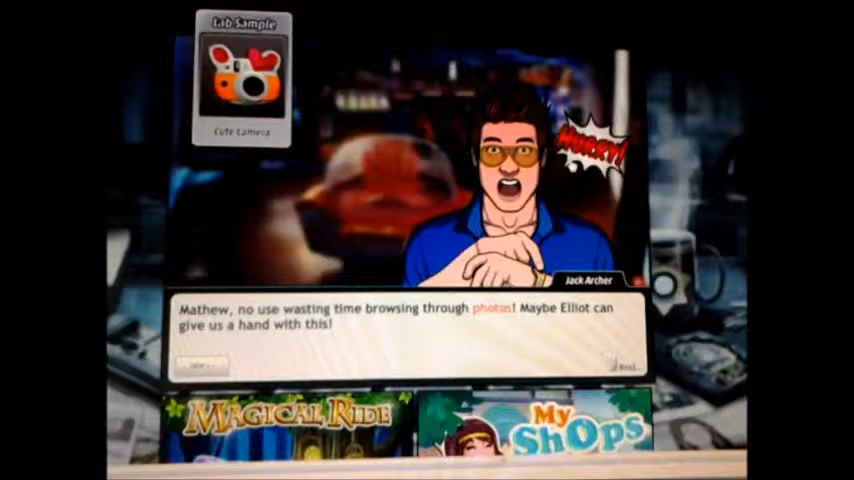 Lab Sample
Cute Camera
HURRY!
Jack Archer
Mathew, no use wasting time browsing through photos! Maybe Elliot can
give us a hand with this!
MAGICAL RIDE
My
ShOps